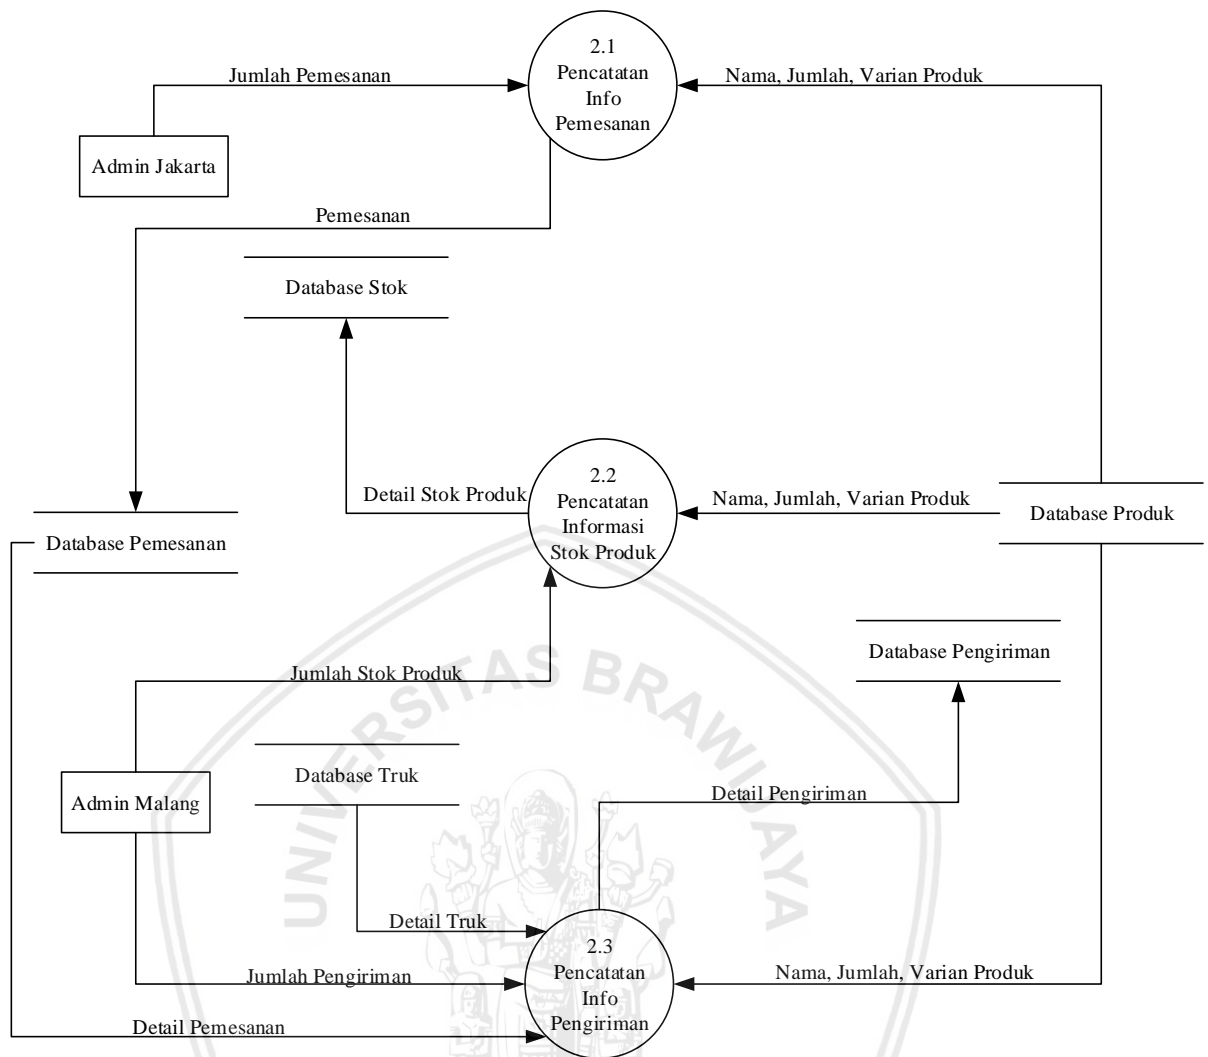 2.1
Pencatatan
Info
Pemesanan
Jumlah Pemesanan
Nama, Jumlah, Varian Produk
Admin Jakarta
Pemesanan
Database Stok
2.2
Pencatatan
Informasi
Stok Produk
Detail Stok Produk
Nama, Jumlah, Varian Produk
Database Produk
Database Pemesanan
Database Pengiriman
Jumlah Stok Produk
UNIVERSITAS BRAWIJAYA
Database Truk
Admin Malang
Detail Pengiriman
Detail Truk
2.3
Pencatatan
Info
Pengiriman
Jumlah Pengiriman
Nama, Jumlah, Varian Produk
Detail Pemesanan